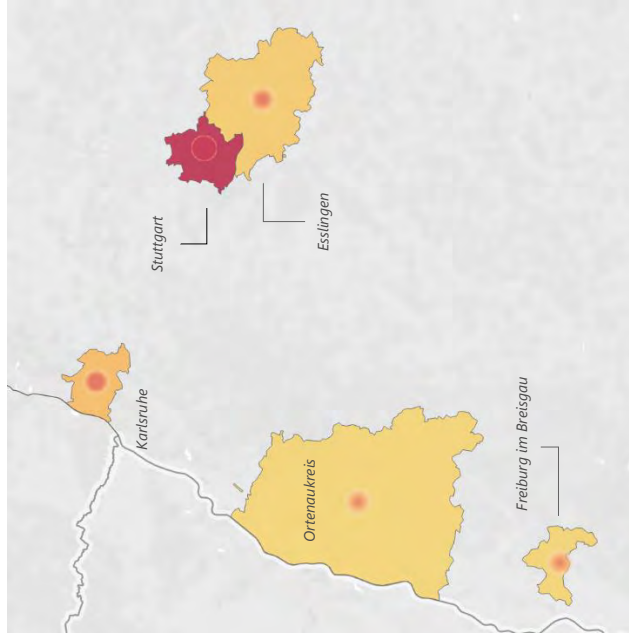 Stuttgart
Esslingen
Karlsruhe
Ortenaukreis
Freiburg im Breisgau